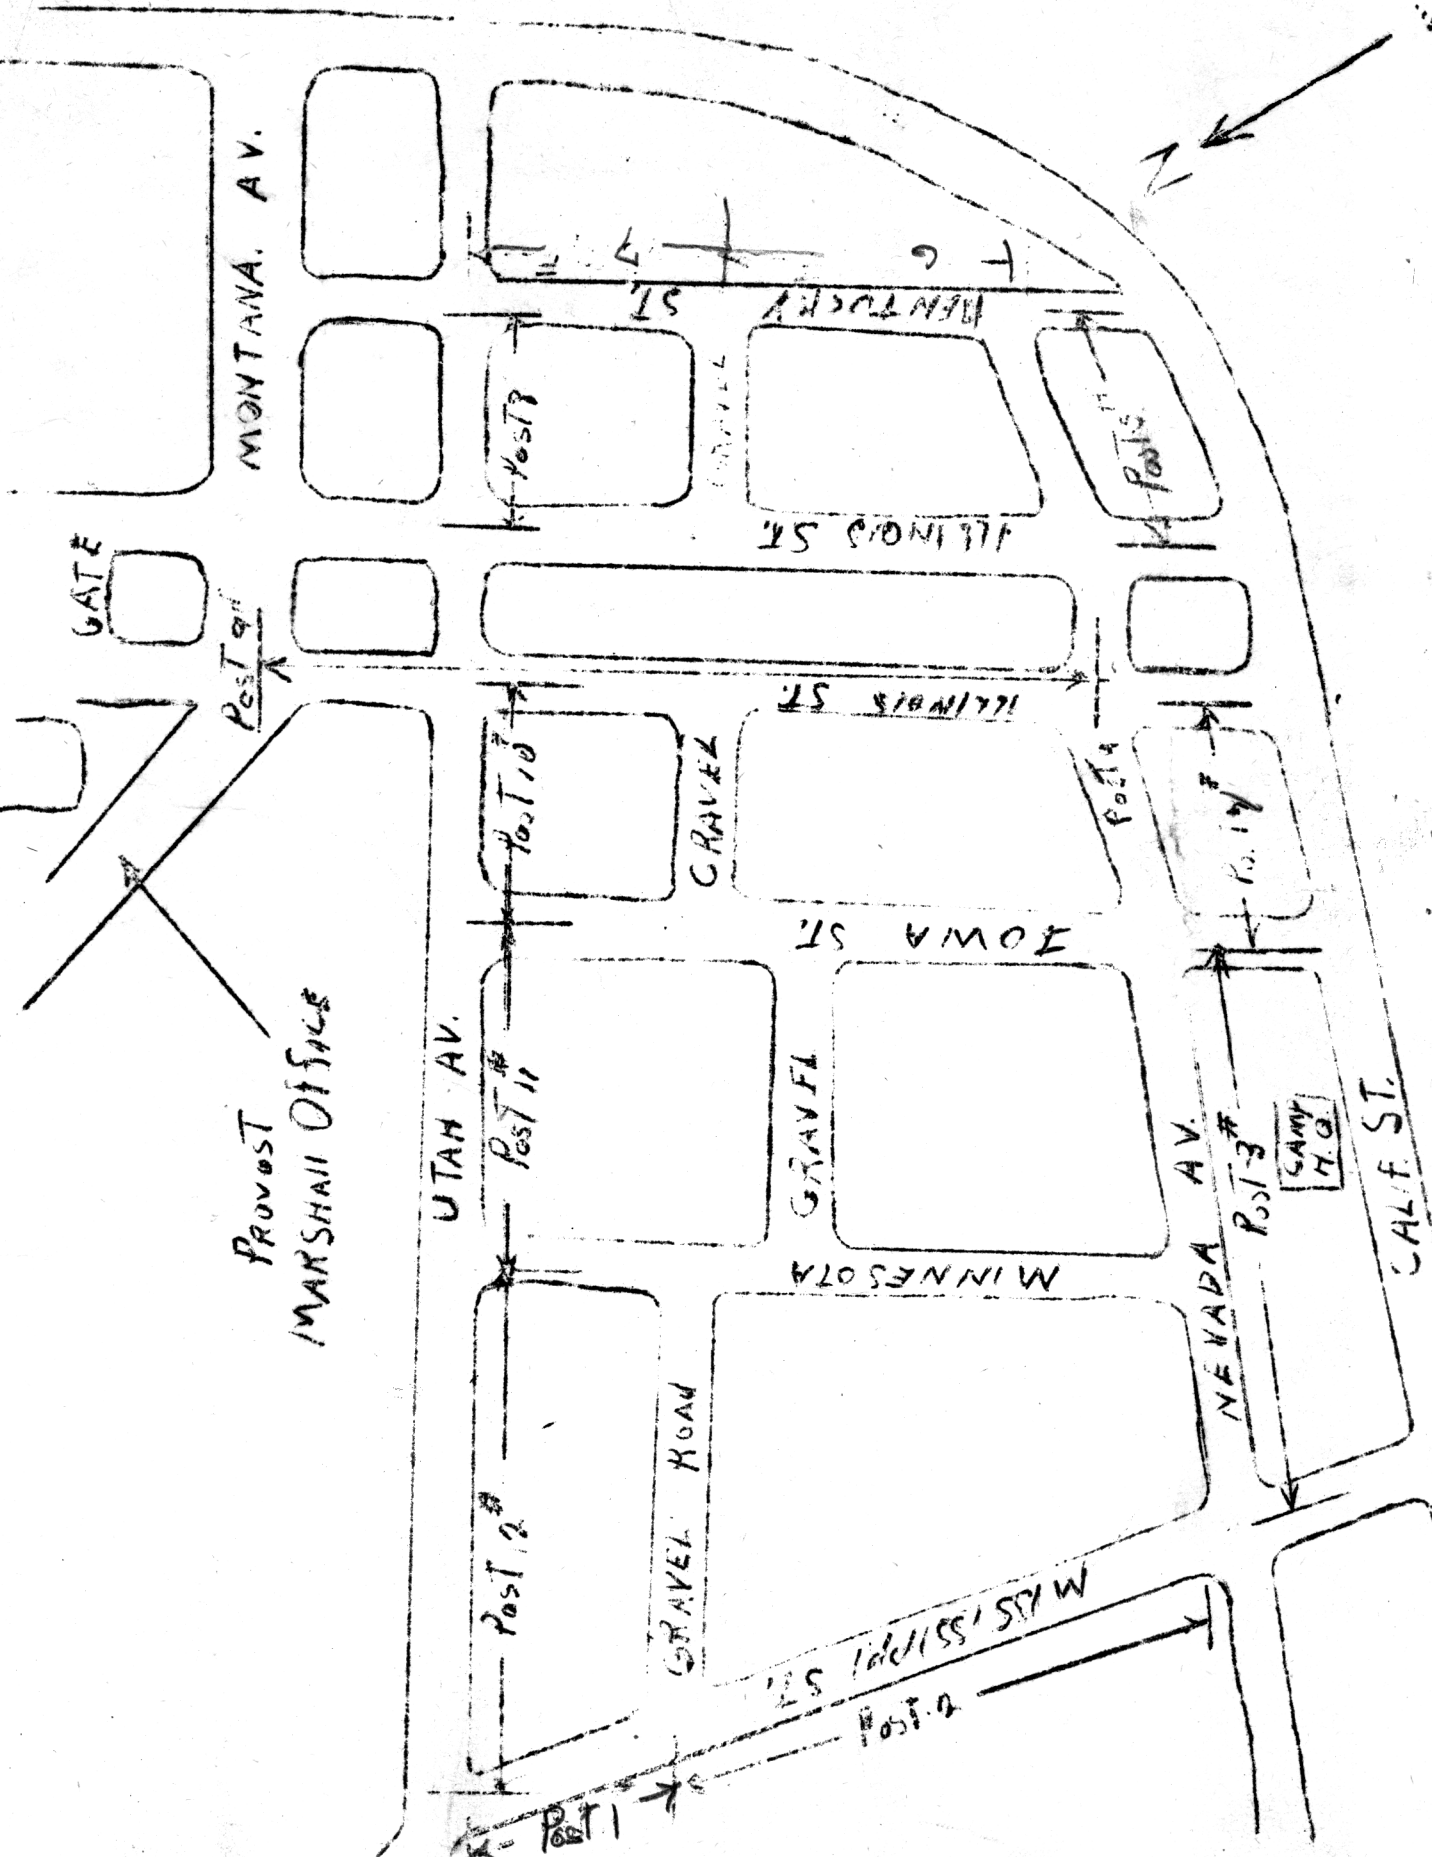 N
MONTANA. AV.
7
6
KENTUCKY ST.
POST 8
GRAVEL
POST 5"
ILLINOIS ST.
GATE
POST 9"
ILLINOIS ST.
POST 10"
GRAVEL
POST 4
IOWA ST.
PROVOST
MARSHAll OFFICE
UTAH AV.
POST 11
#
GRAVEL
NEVADA AV.
POST 3#
CAMP
H.Q.
CALIF. ST.
MINNESOTA
POST 12#
GRAVEL ROAD
MISSISSIPPI ST.
POST. 2
POST. 1